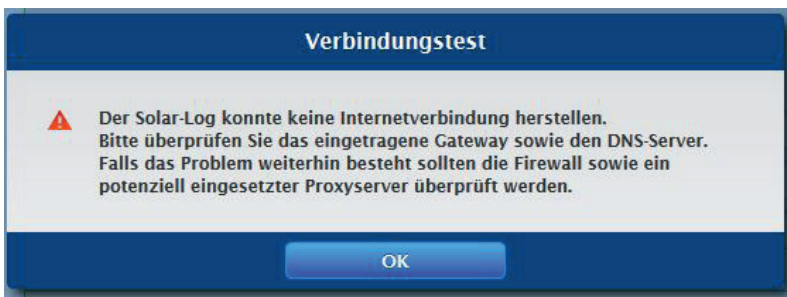 Verbindungstest
Der Solar-Log konnte keine Internetverbindung herstellen.
Bitte überprüfen Sie das eingetragene Gateway sowie den DNS-Server.
Falls das Problem weiterhin besteht sollten die Firewall sowie ein
potenziell eingesetzter Proxyserver überprüft werden.
OK